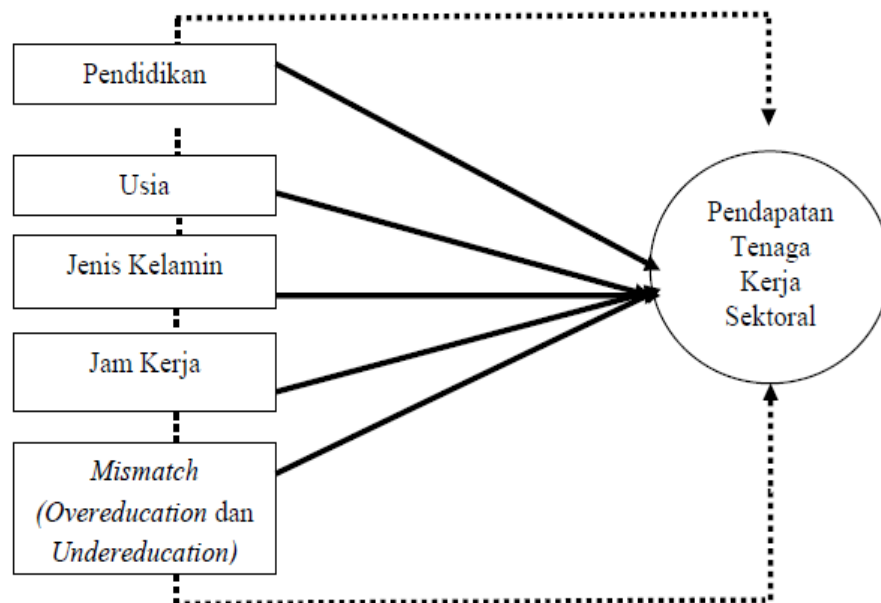 Pendidikan
Usia
Jenis Kelamin
Jam Kerja
Mismatch
(Overeducation dan
Undereducation)
Pendapatan
Tenaga
Kerja
Sektoral